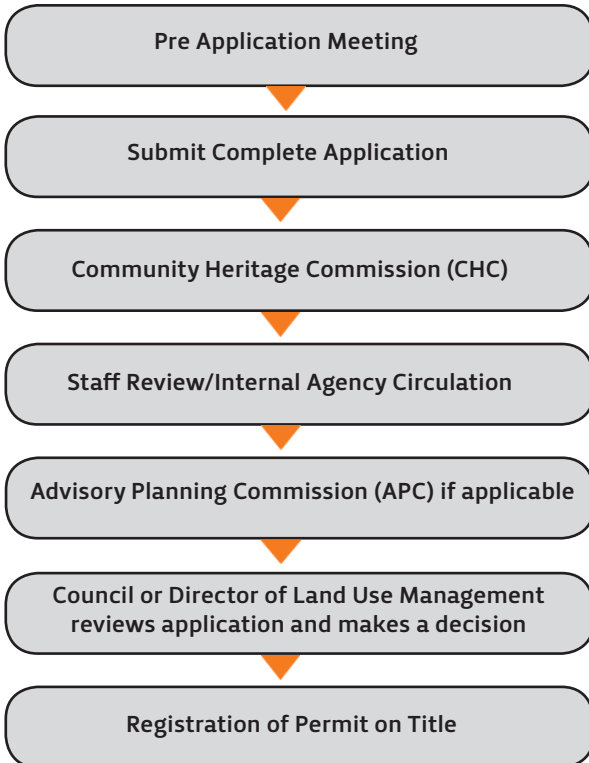 Pre Application Meeting
Submit Complete Application
Community Heritage Commission (CHC)
Staff Review/Internal Agency Circulation
Advisory Planning Commission (APC) if applicable
Council or Director of Land Use Management
reviews application and makes a decision
Registration of Permit on Title